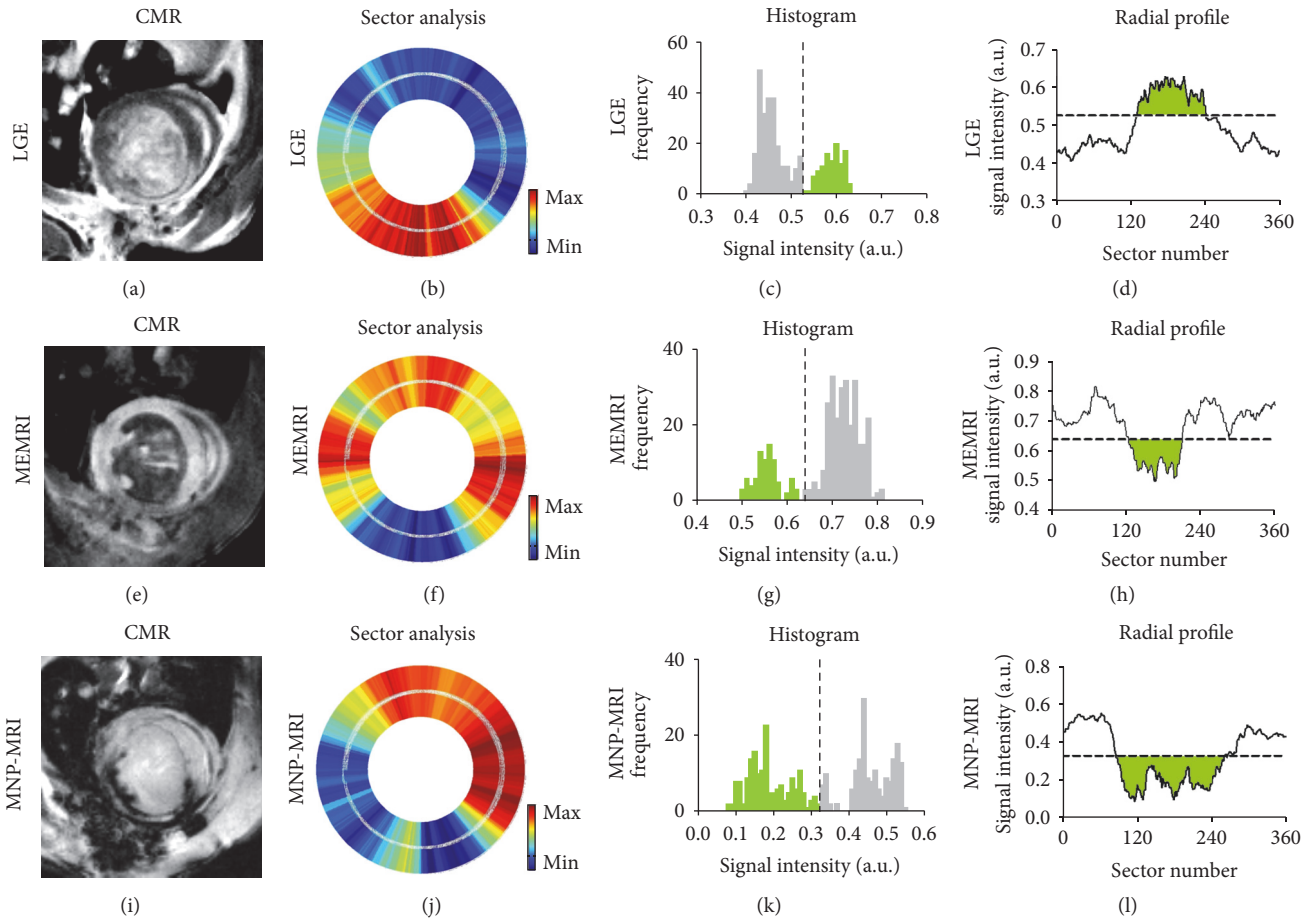 CMR
Sector analysis
Histogram
Radial profile
LGE
LGE
Max
Min
LGE
frequency
60
40
20
0
0.3 0.4 0.5 0.6 0.7 0.8
Signal intensity (a.u.)
LGE
signal intensity (a.u.)
0.7
0.6
0.5
0.4
0.3
0 120 240 360
Sector number
(a)
(b)
(c)
(d)
CMR
Sector analysis
Histogram
Radial profile
MEMRI
MEMRI
Max
Min
MEMRI
frequency
40
20
0
0.4 0.5 0.6 0.7 0.8 0.9
Signal intensity (a.u.)
MEMRI
signal intensity (a.u.)
0.9
0.8
0.7
0.6
0.5
0.4
0 120 240 360
Sector number
(e)
(f)
(g)
(h)
CMR
Sector analysis
Histogram
Radial profile
MNP-MRI
MNP-MRI
Max
Min
MNP-MRI
frequency
40
20
0
0.0 0.1 0.2 0.3 0.4 0.5 0.6
Signal intensity (a.u.)
MNP-MRI
Signal intensity (a.u.)
0.8
0.6
0.4
0.2
0.0
0 120 240 360
Sector number
(i)
(j)
(k)
(l)